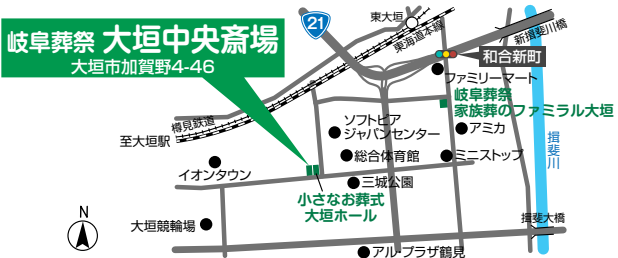 東大垣
21
東海道本線
新揖斐川橋
岐阜葬祭 大垣中央斎場
大垣市加賀野4-46
和合新町
ファミリーマート
岐阜葬祭
家族葬のファミラル大垣
樽見鉄道
ソフトピア
ジャパンセンター
アミカ
至大垣駅
揖斐川
総合体育館
ミニストップ
イオンタウン
三城公園
小さなお葬式
大垣ホール
N
大垣競輪場
揖斐大橋
アル・プラザ鶴見